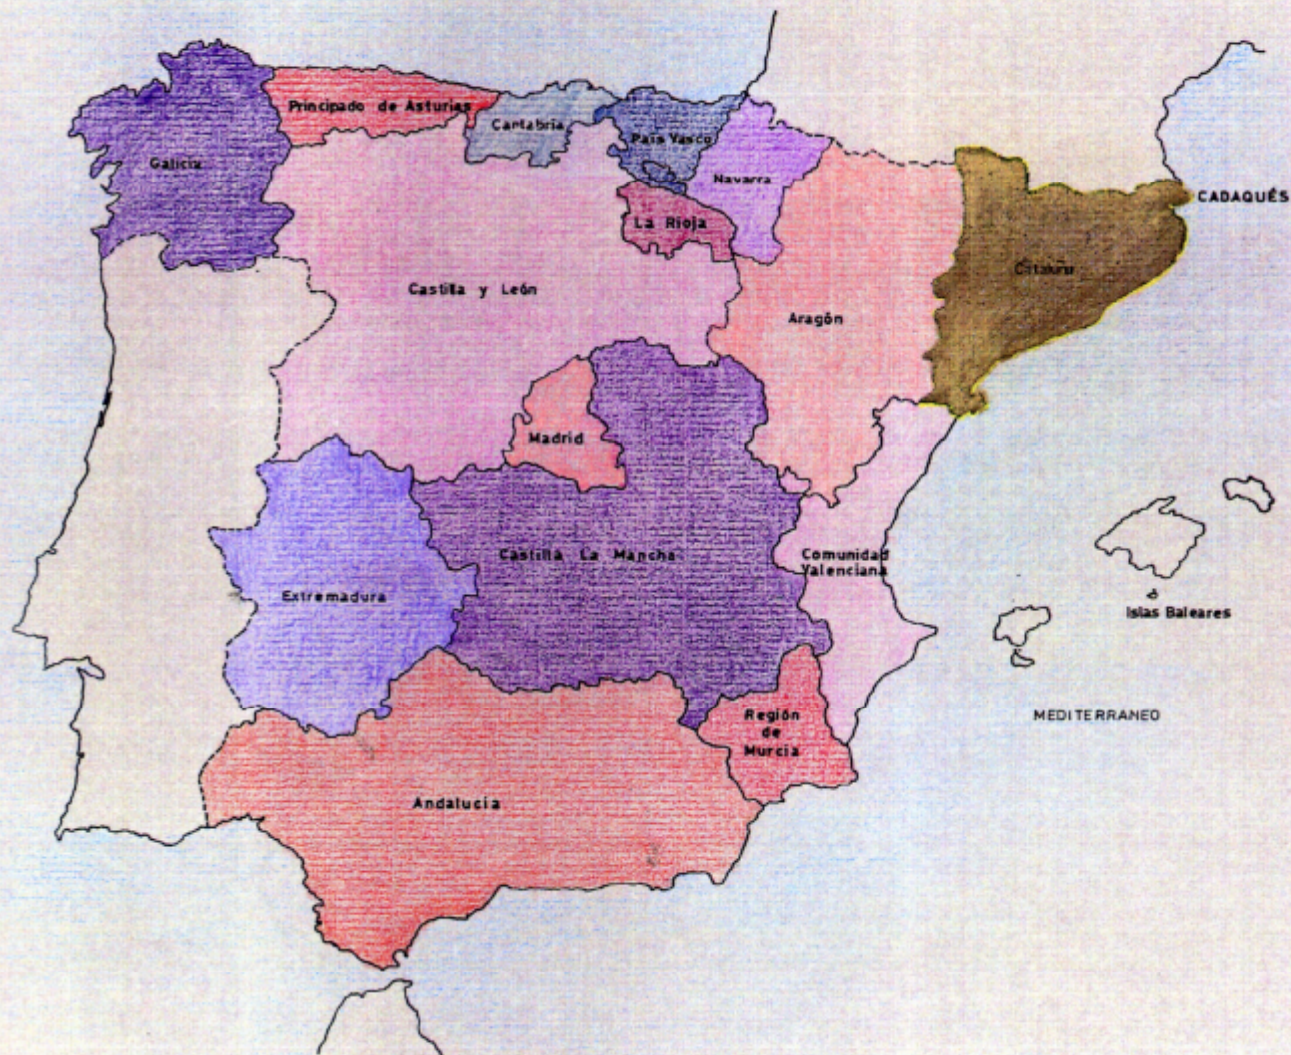 Principado de Asturias
Cantabria
País Vasco
Galicia
Navarra
CADAQUÉS
La Rioja
Castilla y León
Aragón
Madrid
Castilla La Mancha
Comunidad
Valenciana
Extremadura
Islas Baleares
Región
de
Murcia
MEDITERRANEO
Andalucía